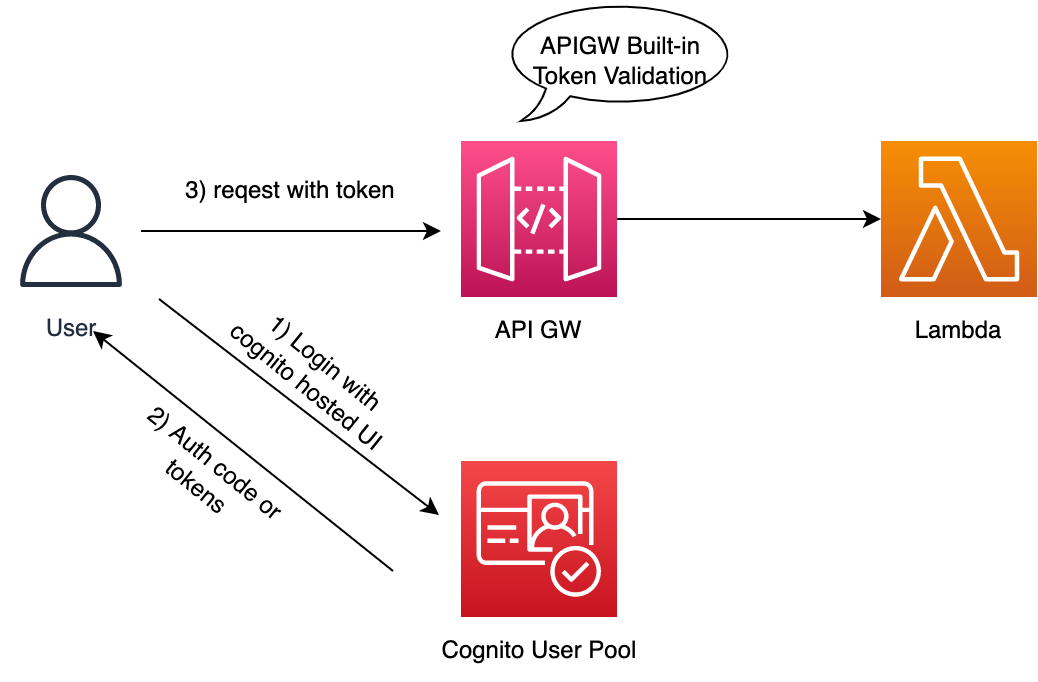 APIGW Built-in
Token Validation
3) reqest with token
User
API GW
Lambda
1) Login with
cognito hosted UI
2) Auth code or
tokens
Cognito User Pool